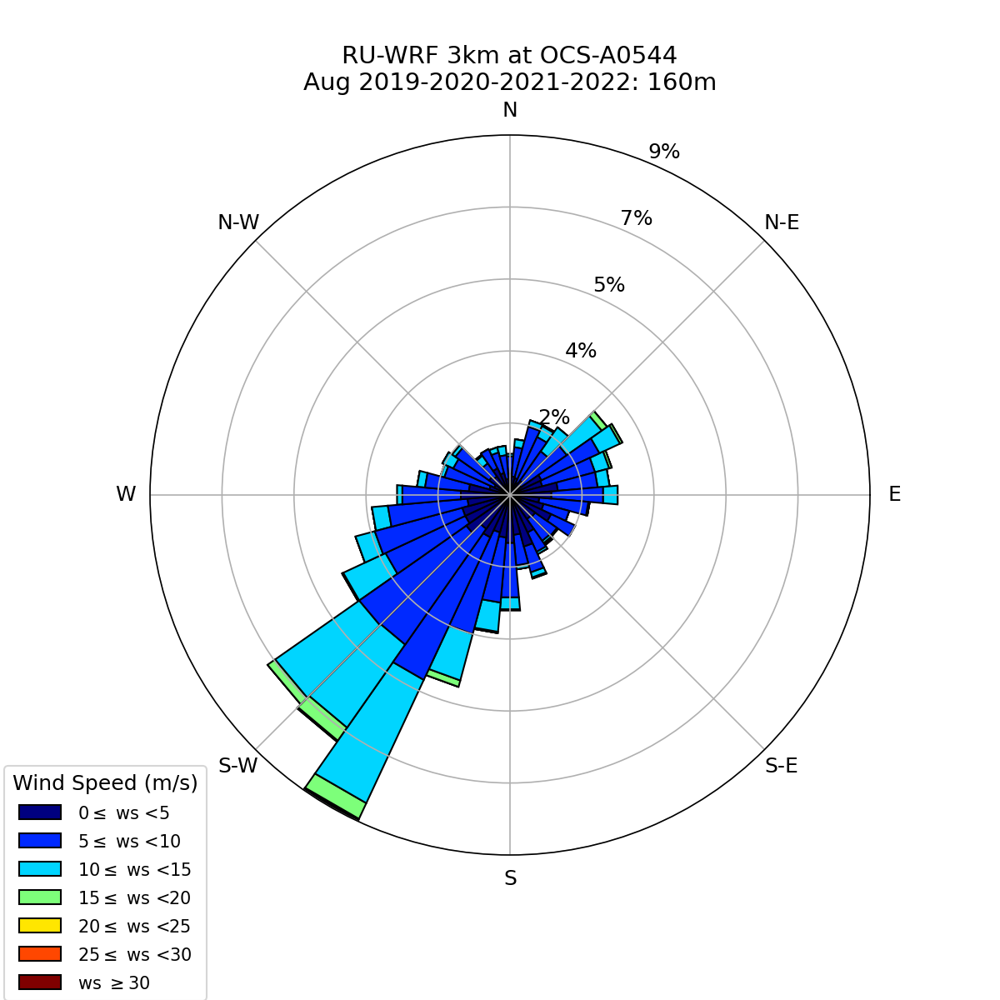 RU-WRF 3km at OCS-A0544
Aug 2019-2020-2021-2022: 160m
N
9%
N-W
N-E
7%
5%
4%
2%
W
E
S-W
S-E
S
Wind Speed (m/s)
0≤ ws <5
5≤ ws <10
10≤ ws <15
15≤ ws <20
20≤ ws <25
25≤ ws <30
ws ≥30